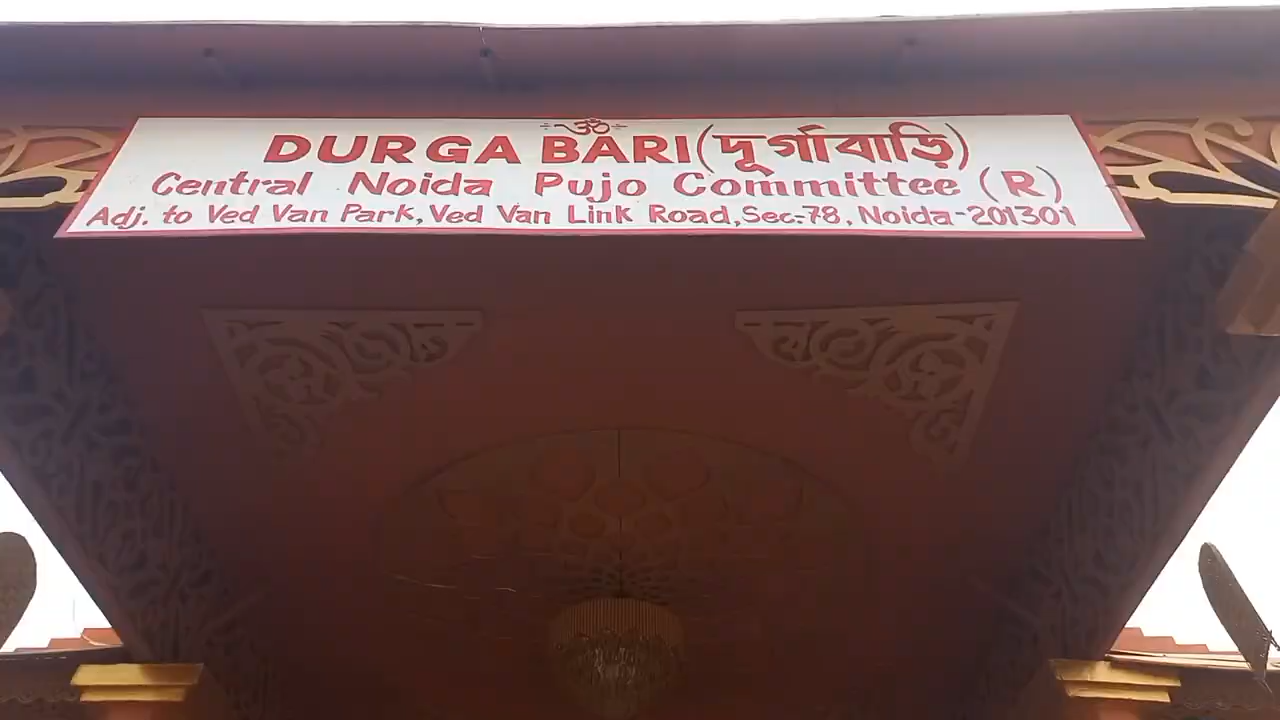 ॐ
DURGA BARI (দূর্গাবাড়ি)
Central Noida Pujo Committee (R)
Adj. to Ved Van Park, Ved Van Link Road, Sec.-78, Noida-201301